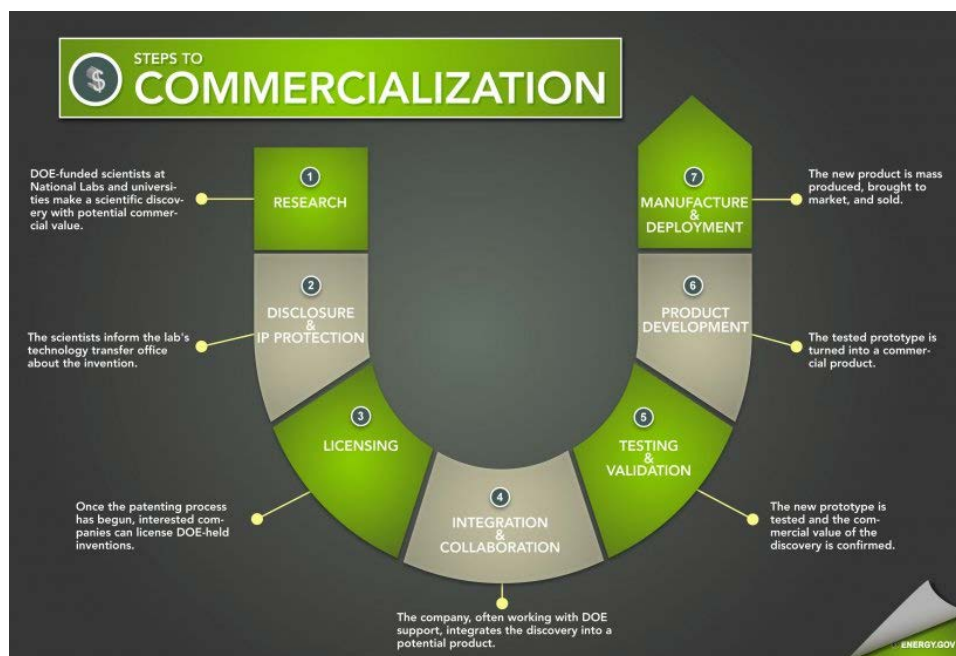 STEPS TO
COMMERCIALIZATION
1
RESEARCH
DOE-funded scientists at
National Labs and universi-
ties make a scientific discov-
ery with potential commer-
cial value.
2
DISCLOSURE
&
IP PROTECTION
The scientists inform the lab's
technology transfer office
about the invention.
3
LICENSING
Once the patenting process
has begun, interested com-
panies can license DOE-held
inventions.
4
INTEGRATION
&
COLLABORATION
The company, often working with DOE
support, integrates the discovery into a
potential product.
5
TESTING
&
VALIDATION
The new prototype is
tested and the com-
mercial value of the
discovery is confirmed.
6
PRODUCT
DEVELOPMENT
The tested prototype is
turned into a commer-
cial product.
7
MANUFACTURE
&
DEPLOYMENT
The new product is mass
produced, brought to
market, and sold.
ENERGY.GOV